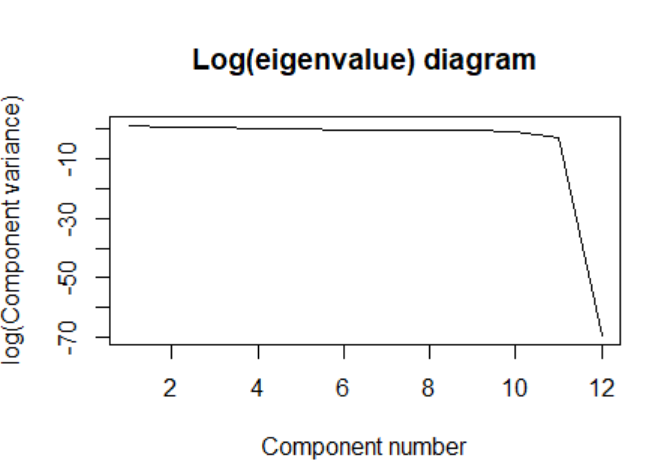 Log(eigenvalue) diagram
log(Component variance)
-10
-30
-50
-70
2 4 6 8 10 12
Component number